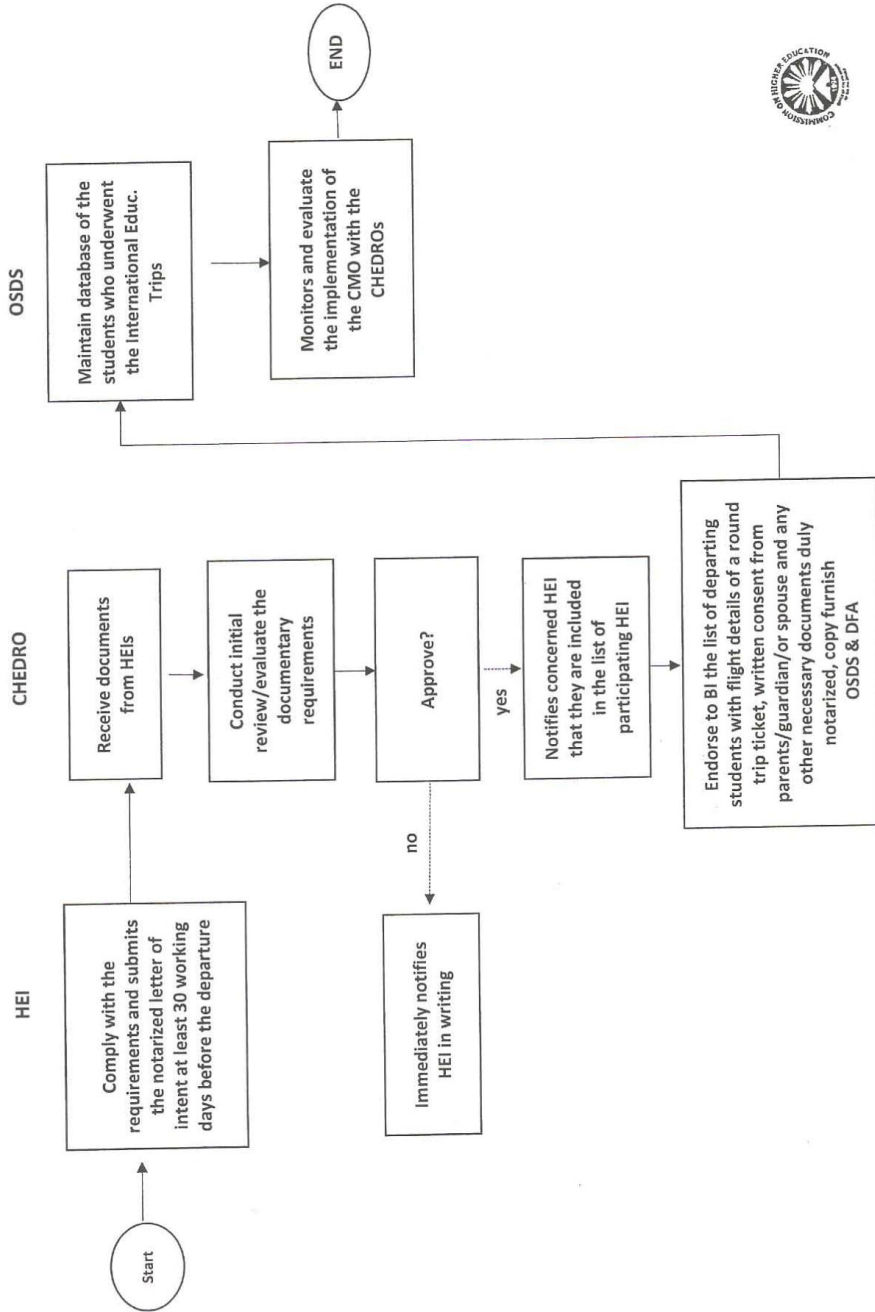 HEI
CHEDRO
OSDS
Start
Comply with the
requirements and submits
the notarized letter of
intent at least 30 working
days before the departure
Receive documents
from HEIs
Conduct initial
review/evaluate the
documentary
requirements
Approve?
no
Immediately notifies
HEI in writing
yes
Notifies concerned HEI
that they are included
in the list of
participating HEI
Endorse to BI the list of departing
students with flight details of a round
trip ticket, written consent from
parents/guardian/or spouse and any
other necessary documents duly
notarized, copy furnish
OSDS & DFA
Maintain database of the
students who underwent
the International Educ.
Trips
Monitors and evaluate
the implementation of
the CMO with the
CHEDROs
END
COMMISSION ON HIGHER EDUCATION